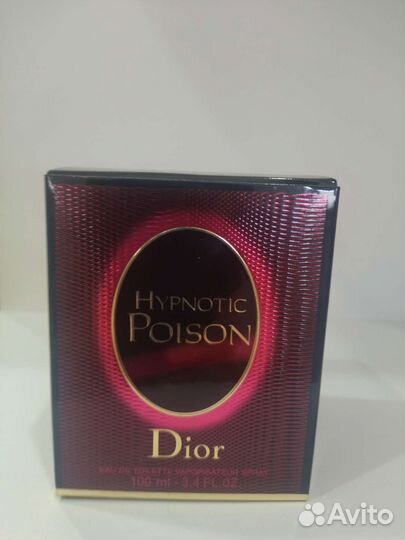 HYPNOTIC
POISON
Dior
EAU DE TOILETTE VAPORISATEUR SPRAY
100 ml - 3.4 FL.OZ.
Avito